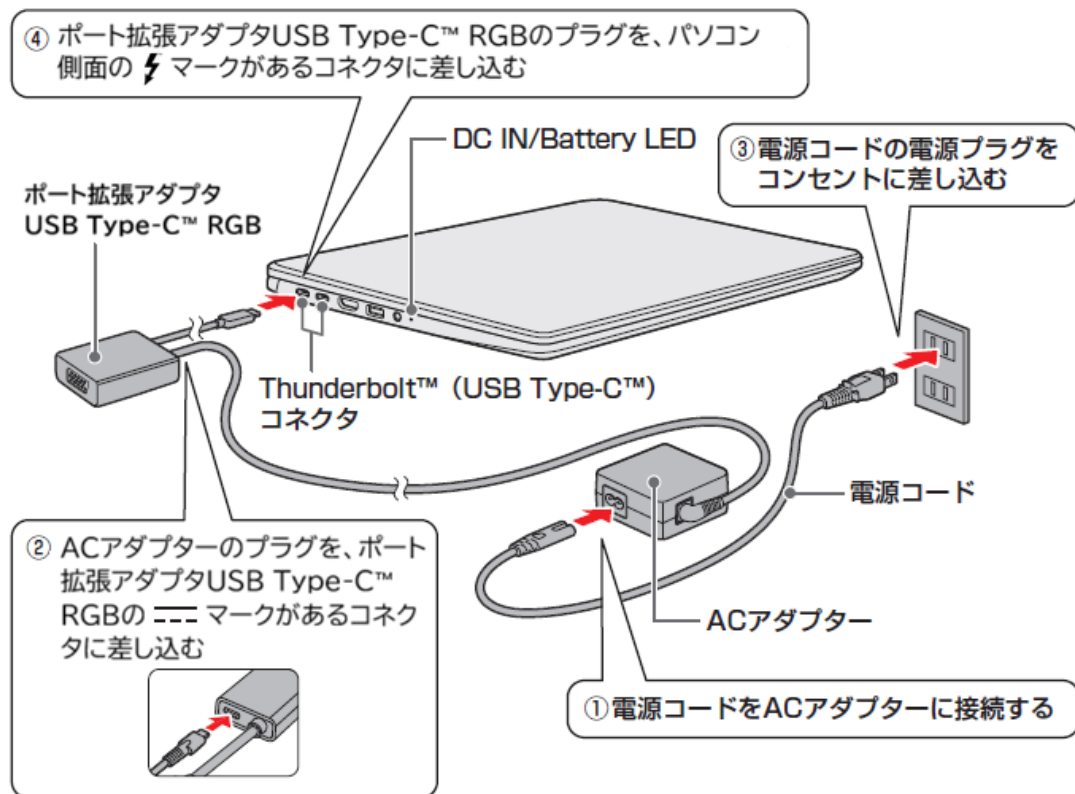 ④ ポート拡張アダプタUSB Type-C™ RGBのプラグを、パソコン
側面の マークがあるコネクタに差し込む
DC IN/Battery LED
③電源コードの電源プラグを
コンセントに差し込む
ポート拡張アダプタ
USB Type-C™ RGB
Thunderbolt™（USB Type-C™）
コネクタ
電源コード
② ACアダプターのプラグを、ポート
拡張アダプタUSB Type-C™
RGBの マークがあるコネク
タに差し込む
ACアダプター
①電源コードをACアダプターに接続する